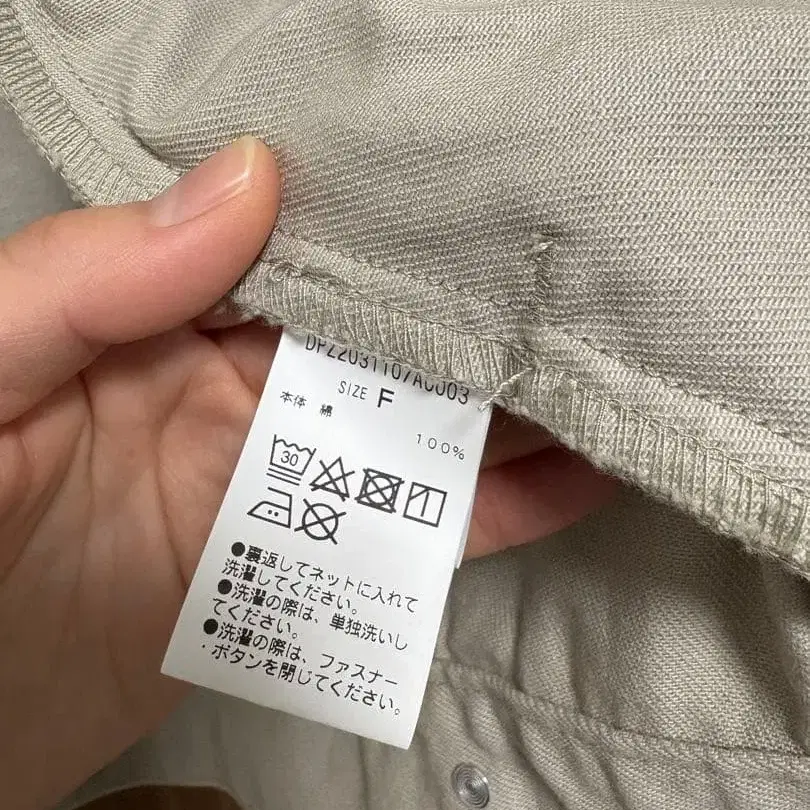 DPZ2031107A0003
SIZE F
本体 綿
100%
30
●裏返してネットに入れて
洗濯してください。
●洗濯の際は、単独洗いし
てください。
●洗濯の際は、ファスナー
・ボタンを閉じてください。